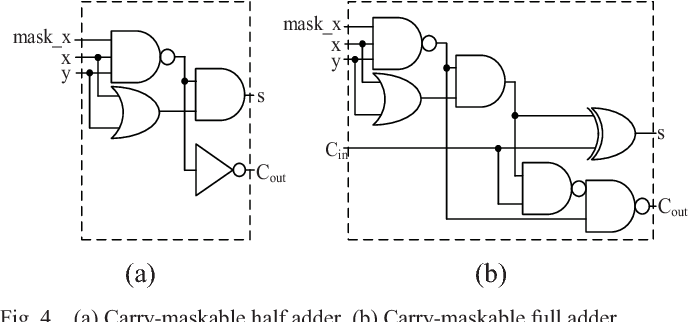 mask_x
x
y
s
C_out
(a)
mask_x
x
y
C_in
s
C_out
(b)
Fig. 4. (a) Carry-maskable half adder (b) Carry-maskable full adder